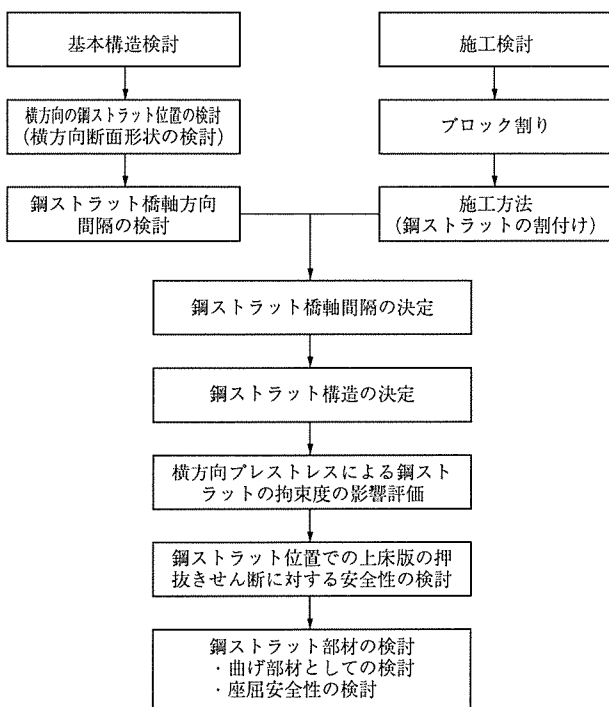 基本構造検討
施工検討
横方向の鋼ストラット位置の検討
(横方向断面形状の検討)
ブロック割り
鋼ストラット橋軸方向
間隔の検討
施工方法
(鋼ストラットの割付け)
鋼ストラット橋軸間隔の決定
鋼ストラット構造の決定
横方向プレストレスによる鋼スト
ラットの拘束度の影響評価
鋼ストラット位置での上床版の押
抜きせん断に対する安全性の検討
鋼ストラット部材の検討
・曲げ部材としての検討
・座屈安全性の検討